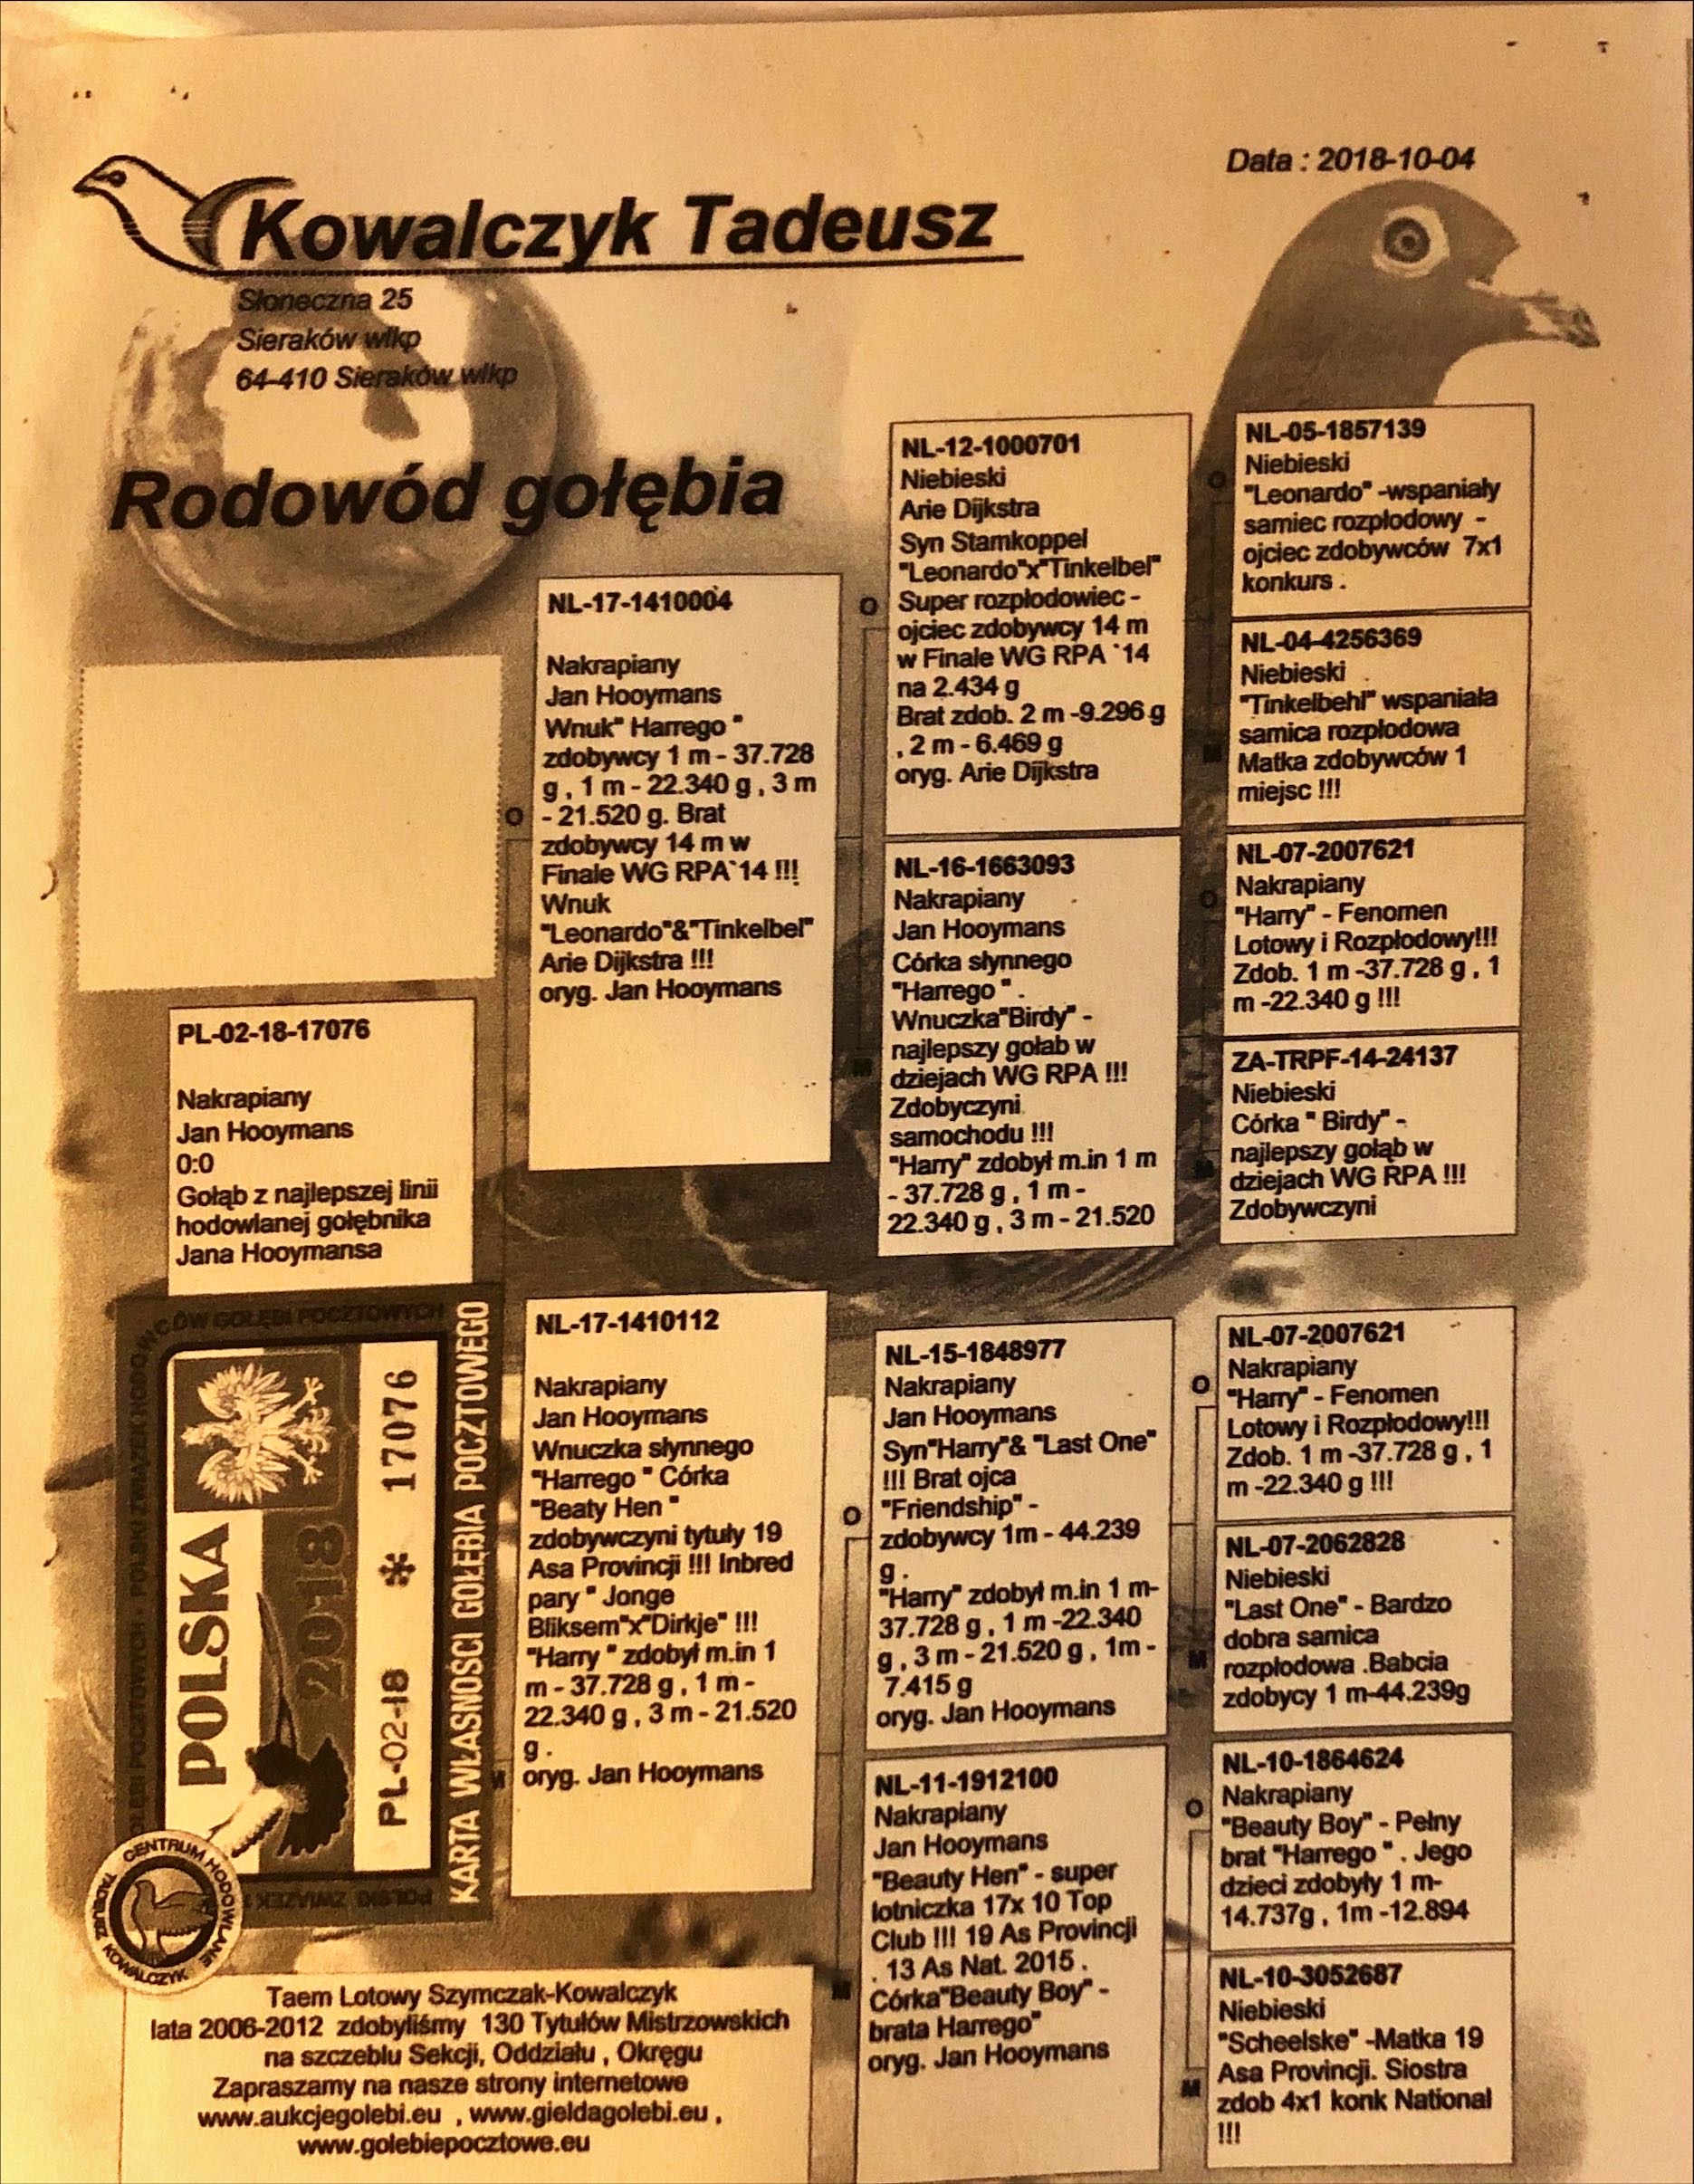 Data : 2018-10-04
Kowalczyk Tadeusz
Słoneczna 25
Sieraków wlkp
64-410 Sieraków wlkp
Rodowód gołębia
PL-02-18-17076
Nakrapiany
Jan Hooymans
0:0
Gołąb z najlepszej linii
hodowlanej gołębnika
Jana Hooymansa
O
NL-17-1410004
Nakrapiany
Jan Hooymans
Wnuk" Harrego "
zdobywcy 1 m - 37.728
g , 1 m - 22.340 g , 3 m
- 21.520 g. Brat
zdobywcy 14 m w
Finale WG RPA`14 !!!
Wnuk
"Leonardo"&"Tinkelbel"
Arie Dijkstra !!!
oryg. Jan Hooymans
M
NL-17-1410112
Nakrapiany
Jan Hooymans
Wnuczka słynnego
"Harrego " Córka
"Beaty Hen "
zdobywczyni tytuły 19
Asa Provincji !!! Inbred
pary " Jonge
Bliksem"x"Dirkje" !!!
"Harry " zdobył m.in 1
m - 37.728 g , 1 m -
22.340 g , 3 m - 21.520
g .
oryg. Jan Hooymans
O
NL-12-1000701
Niebieski
Arie Dijkstra
Syn Stamkoppel
"Leonardo"x"Tinkelbel"
Super rozpłodowiec -
ojciec zdobywcy 14 m
w Finale WG RPA `14
na 2.434 g
Brat zdob. 2 m -9.296 g
, 2 m - 6.469 g
oryg. Arie Dijkstra
M
NL-16-1663093
Nakrapiany
Jan Hooymans
Córka słynnego
"Harrego " .
Wnuczka"Birdy" -
najlepszy gołab w
dziejach WG RPA !!!
Zdobyczyni
samochodu !!!
"Harry" zdobył m.in 1 m
- 37.728 g , 1 m -
22.340 g , 3 m - 21.520
O
NL-15-1848977
Nakrapiany
Jan Hooymans
Syn"Harry"& "Last One"
!!! Brat ojca
"Friendship" -
zdobywcy 1m - 44.239
g .
"Harry" zdobył m.in 1 m-
37.728 g , 1 m -22.340
g , 3 m - 21.520 g , 1m -
7.415 g
oryg. Jan Hooymans
M
NL-11-1912100
Nakrapiany
Jan Hooymans
"Beauty Hen" - super
lotniczka 17x 10 Top
Club !!! 19 As Provincji
. 13 As Nat. 2015 .
Córka"Beauty Boy" -
brata Harrego"
oryg. Jan Hooymans
O
NL-05-1857139
Niebieski
"Leonardo" -wspaniały
samiec rozpłodowy -
ojciec zdobywców 7x1
konkurs .
M
NL-04-4256369
Niebieski
"Tinkelbehl" wspaniała
samica rozpłodowa
Matka zdobywców 1
miejsc !!!
O
NL-07-2007621
Nakrapiany
"Harry" - Fenomen
Lotowy i Rozpłodowy!!!
Zdob. 1 m -37.728 g , 1
m -22.340 g !!!
M
ZA-TRPF-14-24137
Niebieski
Córka " Birdy" -
najlepszy gołąb w
dziejach WG RPA !!!
Zdobywczyni
O
NL-07-2007621
Nakrapiany
"Harry" - Fenomen
Lotowy i Rozpłodowy!!!
Zdob. 1 m -37.728 g , 1
m -22.340 g !!!
M
NL-07-2062828
Niebieski
"Last One" - Bardzo
dobra samica
rozpłodowa .Babcia
zdobycy 1 m-44.239g
O
NL-10-1864624
Nakrapiany
"Beauty Boy" - Pełny
brat "Harrego " . Jego
dzieci zdobyły 1 m-
14.737g , 1m -12.894
M
NL-10-3052687
Niebieski
"Scheelske" -Matka 19
Asa Provincji. Siostra
zdob 4x1 konk National
!!!
POLSKA
2018
PL-02-18 * 17076
KARTA WŁASNOŚCI GOŁĘBIA POCZTOWEGO
POLSKI ZWIĄZEK HODOWCÓW GOŁĘBI POCZTOWYCH
CENTRUM HODOWLANE
TADEUSZ KOWALCZYK
Taem Lotowy Szymczak-Kowalczyk
lata 2006-2012 zdobyliśmy 130 Tytułów Mistrzowskich
na szczeblu Sekcji, Oddziału , Okręgu
Zapraszamy na nasze strony internetowe
www.aukcjegolebi.eu , www.gieldagolebi.eu ,
www.golebiepocztowe.eu